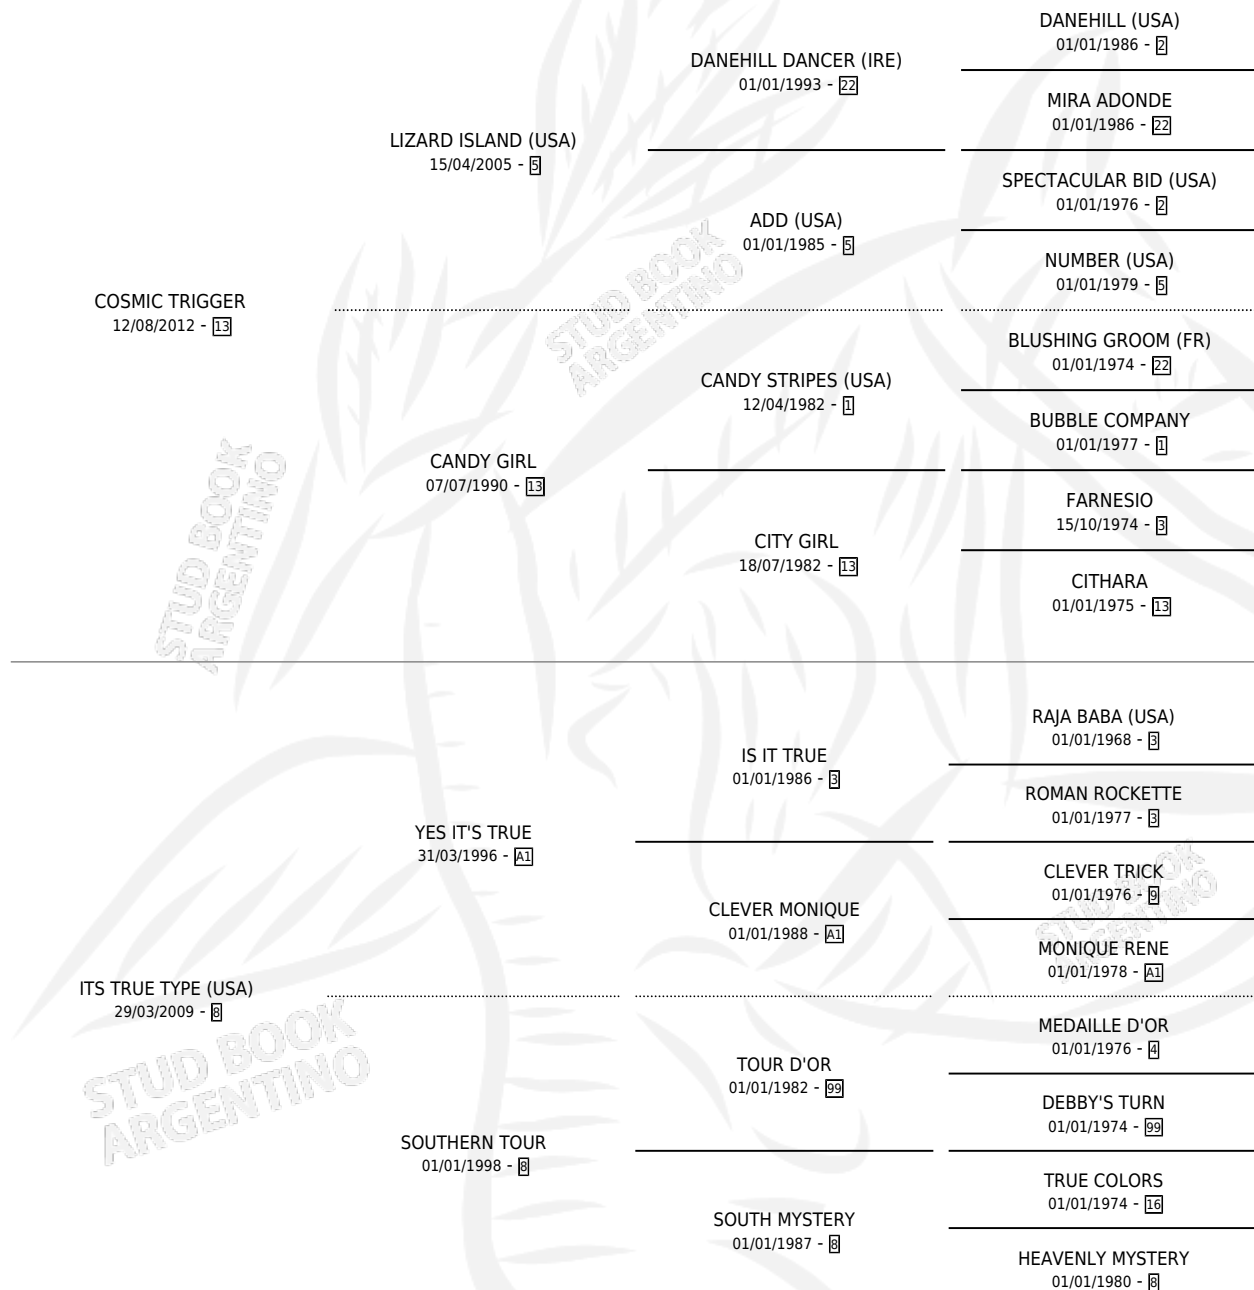 DANEHILL (USA)
01/01/1986 - 2
DANEHILL DANCER (IRE)
01/01/1993 - 22
MIRA ADONDE
01/01/1986 - 22
LIZARD ISLAND (USA)
15/04/2005 - 5
SPECTACULAR BID (USA)
01/01/1976 - 2
ADD (USA)
01/01/1985 - 5
NUMBER (USA)
01/01/1979 - 5
COSMIC TRIGGER
12/08/2012 - 13
BLUSHING GROOM (FR)
01/01/1974 - 22
CANDY STRIPES (USA)
12/04/1982 - 1
BUBBLE COMPANY
01/01/1977 - 1
CANDY GIRL
07/07/1990 - 13
FARNESIO
15/10/1974 - 3
CITY GIRL
18/07/1982 - 13
CITHARA
01/01/1975 - 13
RAJA BABA (USA)
01/01/1968 - 3
IS IT TRUE
01/01/1986 - 3
ROMAN ROCKETTE
01/01/1977 - 3
YES IT'S TRUE
31/03/1996 - A1
CLEVER TRICK
01/01/1976 - 9
CLEVER MONIQUE
01/01/1988 - A1
MONIQUE RENE
01/01/1978 - A1
ITS TRUE TYPE (USA)
29/03/2009 - 8
MEDAILLE D'OR
01/01/1976 - 4
TOUR D'OR
01/01/1982 - 99
DEBBY'S TURN
01/01/1974 - 99
SOUTHERN TOUR
01/01/1998 - 8
TRUE COLORS
01/01/1974 - 16
SOUTH MYSTERY
01/01/1987 - 8
HEAVENLY MYSTERY
01/01/1980 - 8
STUD BOOK
ARGENTINO
STUD BOOK
ARGENTINO
STUD BOOK
ARGENTINO
STUD BOOK
ARGENTINO